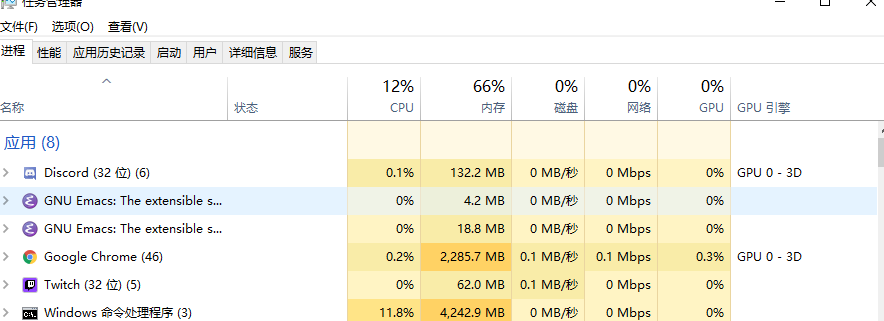 任务管理器
文件(F) 选项(O) 查看(V)
进程 性能 应用历史记录 启动 用户 详细信息 服务
12% 66% 0% 0% 0%
名称 状态 CPU 内存 磁盘 网络 GPU GPU 引擎
应用 (8)
Discord (32 位) (6) 0.1% 132.2 MB 0 MB/秒 0 Mbps 0% GPU 0 - 3D
GNU Emacs: The extensible s... 0% 4.2 MB 0 MB/秒 0 Mbps 0%
GNU Emacs: The extensible s... 0% 18.8 MB 0 MB/秒 0 Mbps 0%
Google Chrome (46) 0.2% 2,285.7 MB 0.1 MB/秒 0.1 Mbps 0.3% GPU 0 - 3D
Twitch (32 位) (5) 0% 62.0 MB 0.1 MB/秒 0 Mbps 0%
Windows 命令处理程序 (3) 11.8% 4,242.9 MB 0 MB/秒 0 Mbps 0%